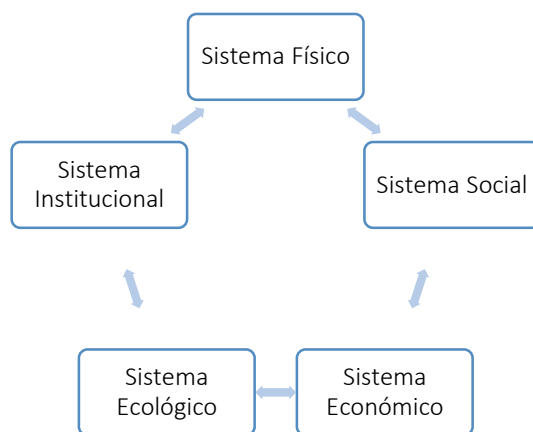 Sistema Físico
Sistema
Institucional
Sistema Social
Sistema
Ecológico
Sistema
Económico